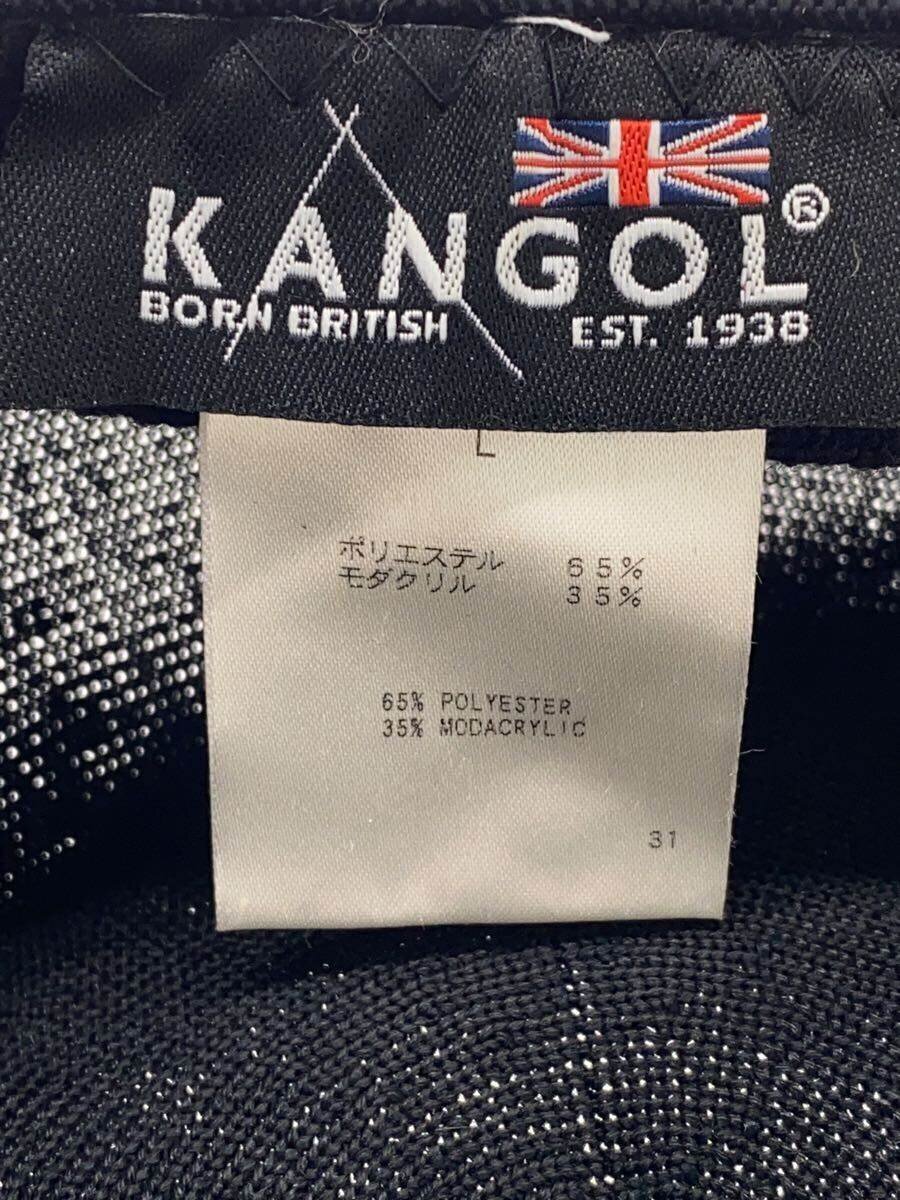 KANGOL®
BORN BRITISH EST. 1938
L
ポリエステル 65%
モダクリル 35%
65% POLYESTER
35% MODACRYLIC
31